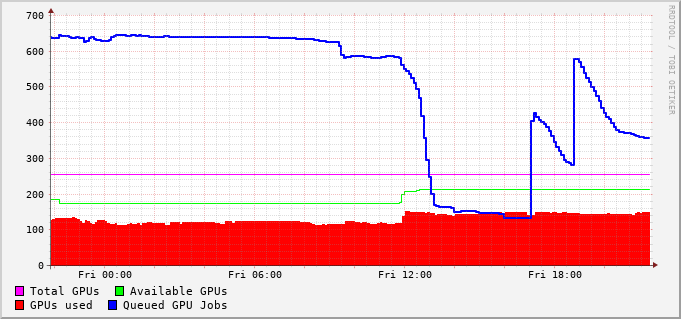 700
600
500
400
300
200
100
0
Fri 00:00 Fri 06:00 Fri 12:00 Fri 18:00
Total GPUs Available GPUs
GPUs used Queued GPU Jobs
RRDTOOL / TOBI OETIKER